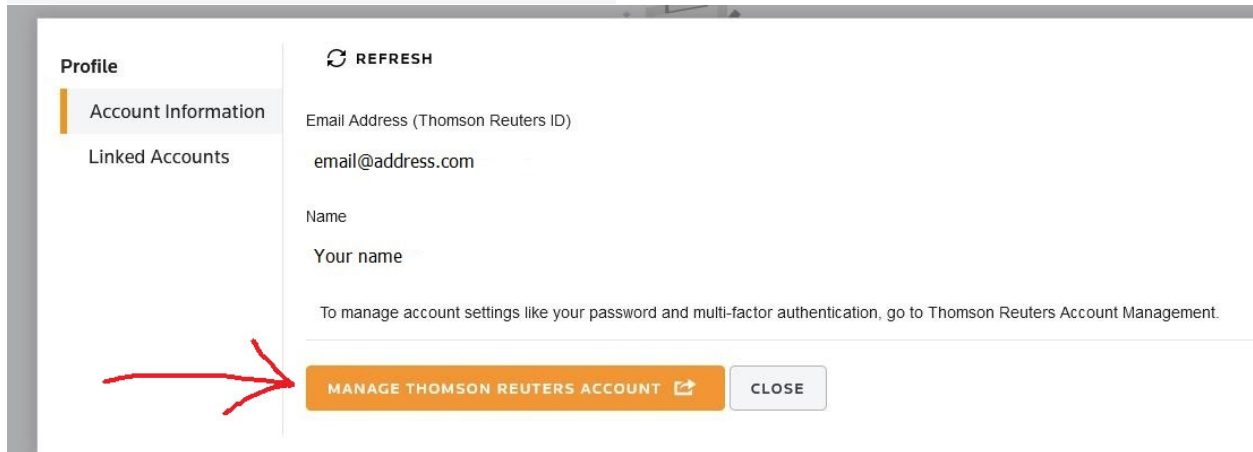 Profile
Account Information
Linked Accounts
REFRESH
Email Address (Thomson Reuters ID)
email@address.com
Name
Your name
To manage account settings like your password and multi-factor authentication, go to Thomson Reuters Account Management.
MANAGE THOMSON REUTERS ACCOUNT
CLOSE